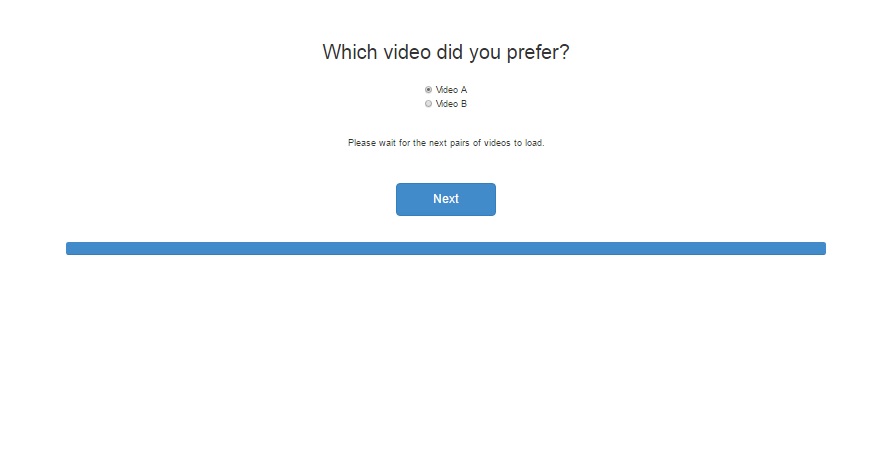 Which video did you prefer?
Video A
Video B
Please wait for the next pairs of videos to load.
Next